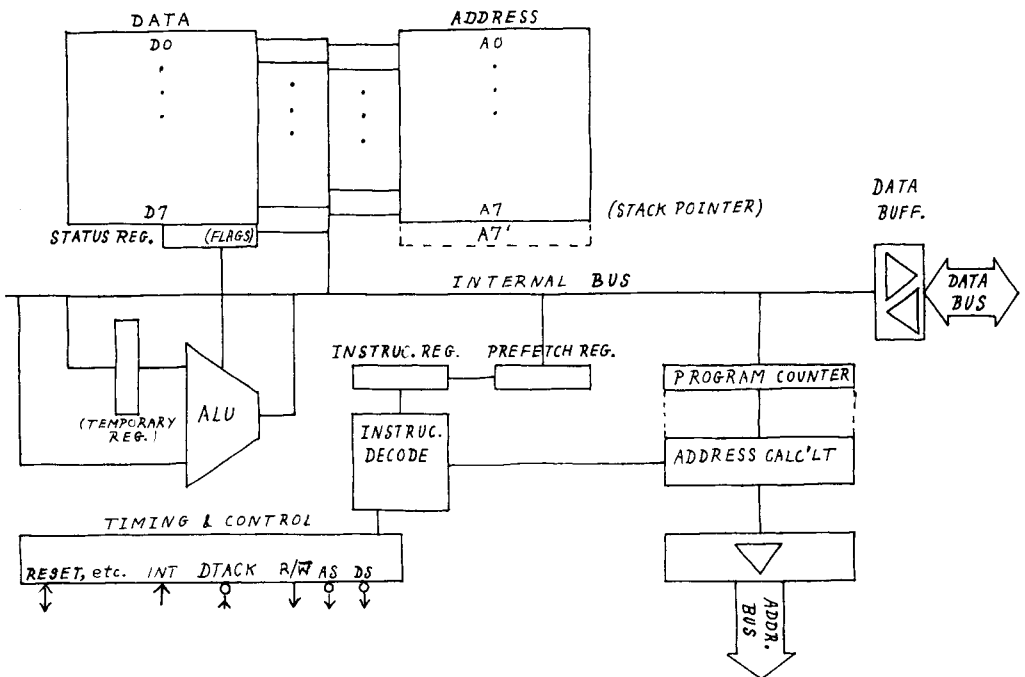 DATA
ADDRESS
D0
A0
D7
A7
(STACK POINTER)
STATUS REG.
(FLAGS)
A7'
DATA
BUFF.
INTERNAL BUS
DATA
BUS
INSTRUC. REG.
PREFETCH REG.
PROGRAM COUNTER
(TEMPORARY
REG.)
ALU
INSTRUC.
DECODE
ADDRESS CALC'LT
TIMING & CONTROL
RESET, etc.
INT
DTACK
R/W̅
AS
DS
ADDR.
BUS